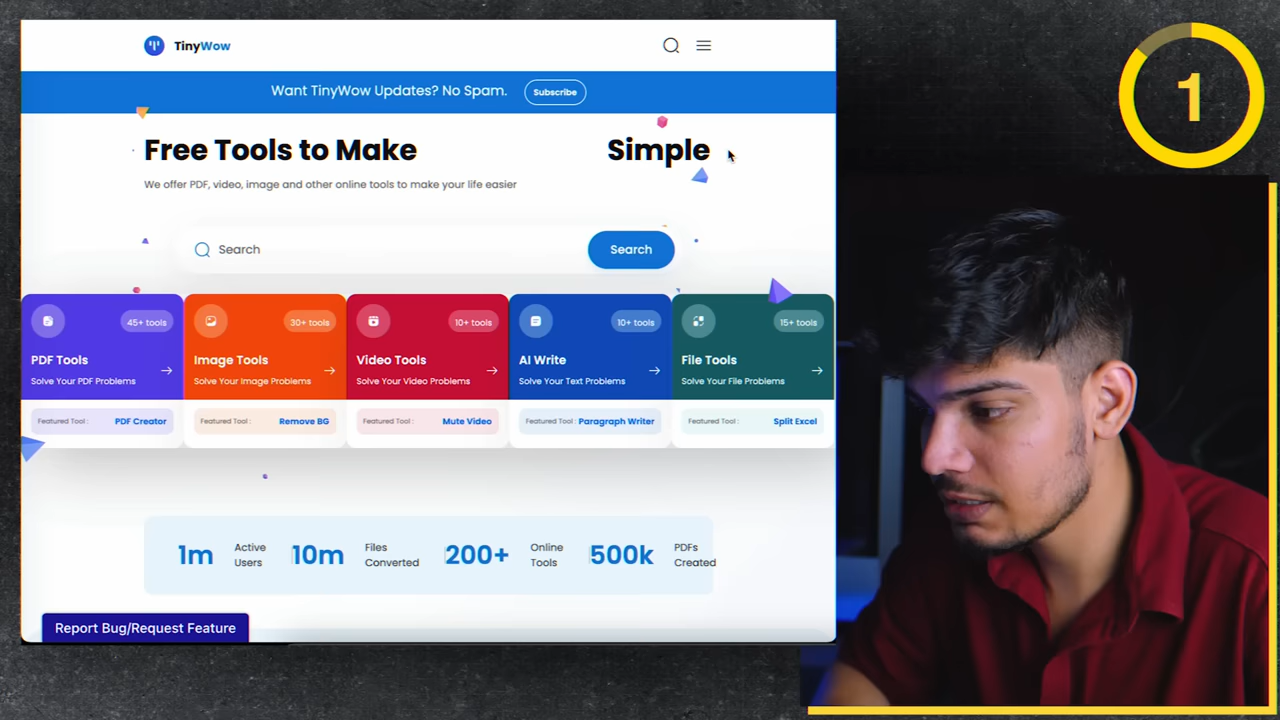 TinyWow
1
Want TinyWow Updates? No Spam. Subscribe
Free Tools to Make Simple
We offer PDF, video, image and other online tools to make your life easier
Search Search
45+ tools
PDF Tools
Solve Your PDF Problems
Featured Tool : PDF Creator
30+ tools
Image Tools
Solve Your Image Problems
Featured Tool : Remove BG
10+ tools
Video Tools
Solve Your Video Problems
Featured Tool : Mute Video
10+ tools
AI Write
Solve Your Text Problems
Featured Tool : Paragraph Writer
15+ tools
File Tools
Solve Your File Problems
Featured Tool : Split Excel
1m Active
Users
10m Files
Converted
200+ Online
Tools
500k PDFs
Created
Report Bug/Request Feature